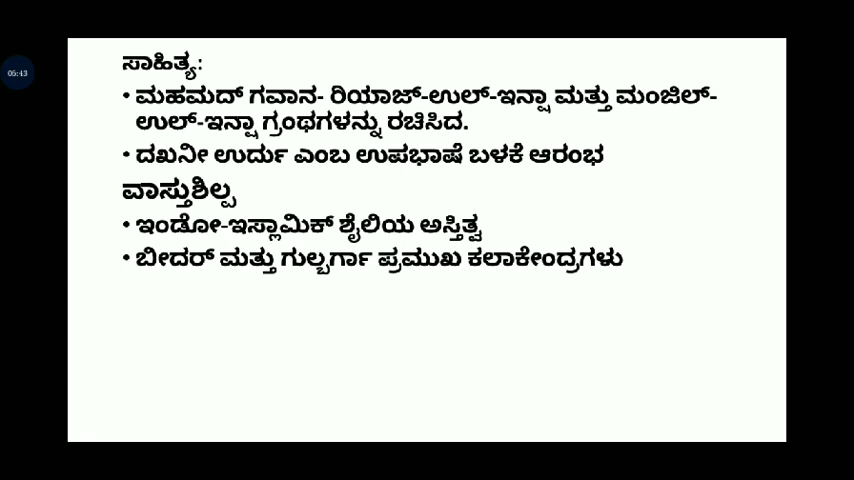 05:43
ಸಾಹಿತ್ಯ:
• ಮಹಮದ್ ಗವಾನ- ರಿಯಾಜ್-ಉಲ್-ಇನ್ಷಾ ಮತ್ತು ಮಂಜಿಲ್-
ಉಲ್-ಇನ್ಷಾ ಗ್ರಂಥಗಳನ್ನು ರಚಿಸಿದ.
• ದಖನೀ ಉರ್ದು ಎಂಬ ಉಪಭಾಷೆ ಬಳಕೆ ಆರಂಭ
ವಾಸ್ತುಶಿಲ್ಪ
• ಇಂಡೋ-ಇಸ್ಲಾಮಿಕ್ ಶೈಲಿಯ ಅಸ್ತಿತ್ವ
• ಬೀದರ್ ಮತ್ತು ಗುಲ್ಬರ್ಗಾ ಪ್ರಮುಖ ಕಲಾಕೇಂದ್ರಗಳು